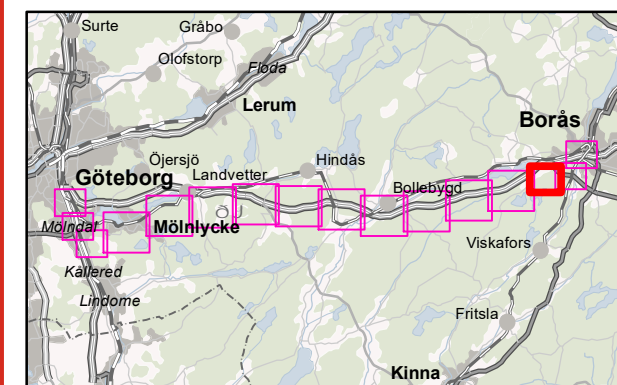 Surte
Gråbo
Olofstorp
Floda
Lerum
Borås
Öjersjö
Hindås
Göteborg
Landvetter
Bollebygd
Mölndal
Mölnlycke
Viskafors
Kållered
Lindome
Fritsla
Kinna